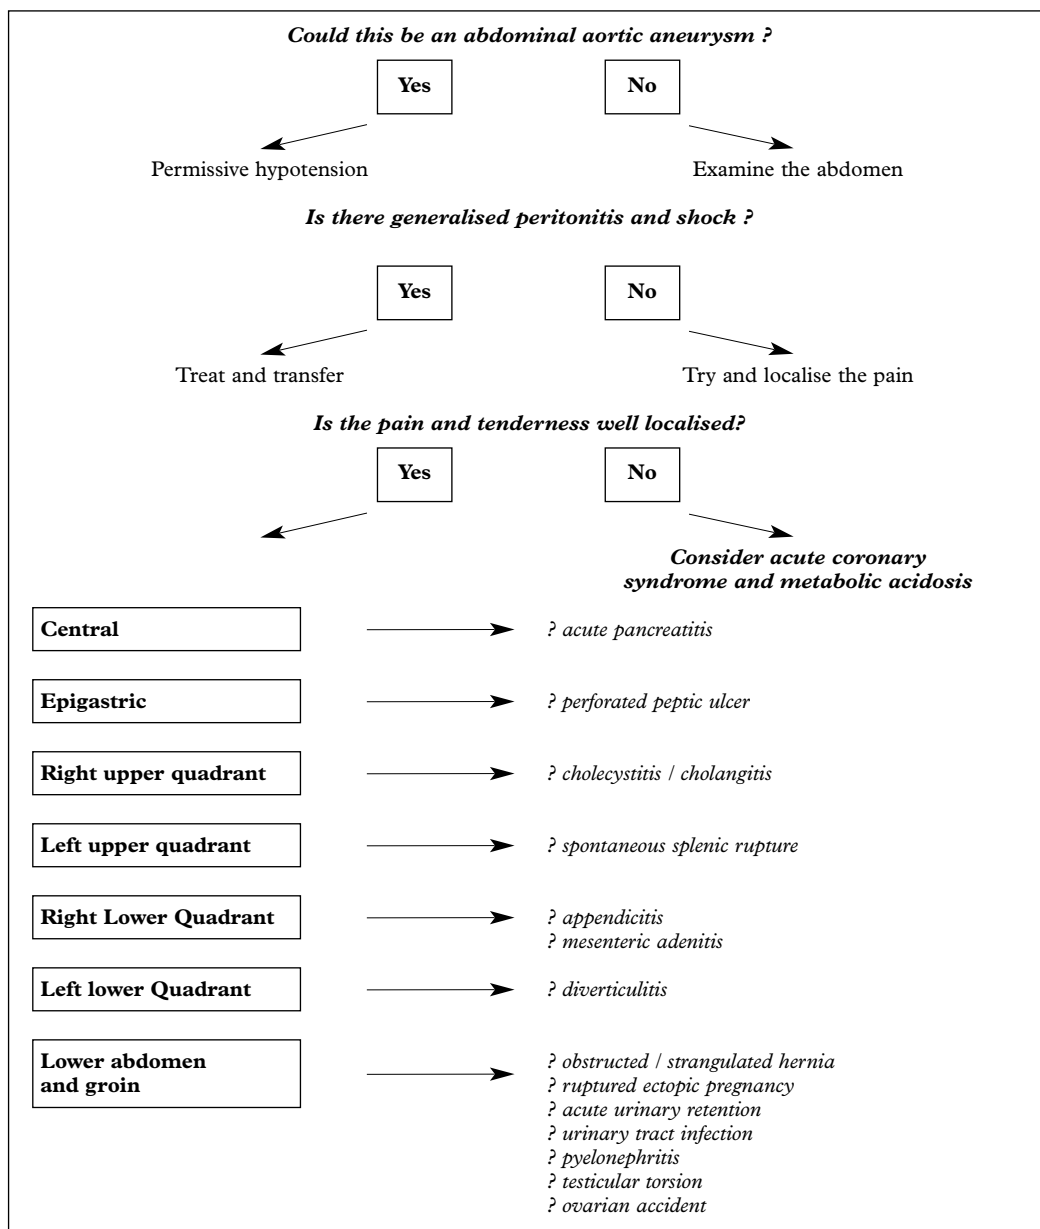 Could this be an abdominal aortic aneurysm ?
Yes
No
Permissive hypotension
Examine the abdomen
Is there generalised peritonitis and shock ?
Yes
No
Treat and transfer
Try and localise the pain
Is the pain and tenderness well localised?
Yes
No
Consider acute coronary
syndrome and metabolic acidosis
Central
? acute pancreatitis
Epigastric
? perforated peptic ulcer
Right upper quadrant
? cholecystitis / cholangitis
Left upper quadrant
? spontaneous splenic rupture
Right Lower Quadrant
? appendicitis
? mesenteric adenitis
Left lower Quadrant
? diverticulitis
Lower abdomen
and groin
? obstructed / strangulated hernia
? ruptured ectopic pregnancy
? acute urinary retention
? urinary tract infection
? pyelonephritis
? testicular torsion
? ovarian accident